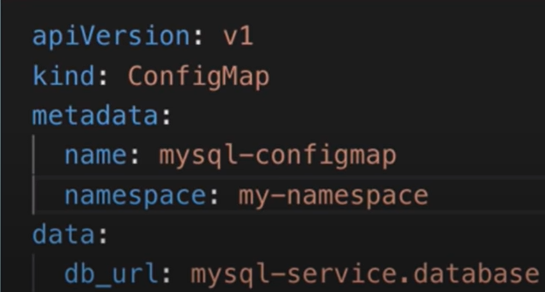 apiVersion: v1
kind: ConfigMap
metadata:
  name: mysql-configmap
  namespace: my-namespace
data:
  db_url: mysql-service.database